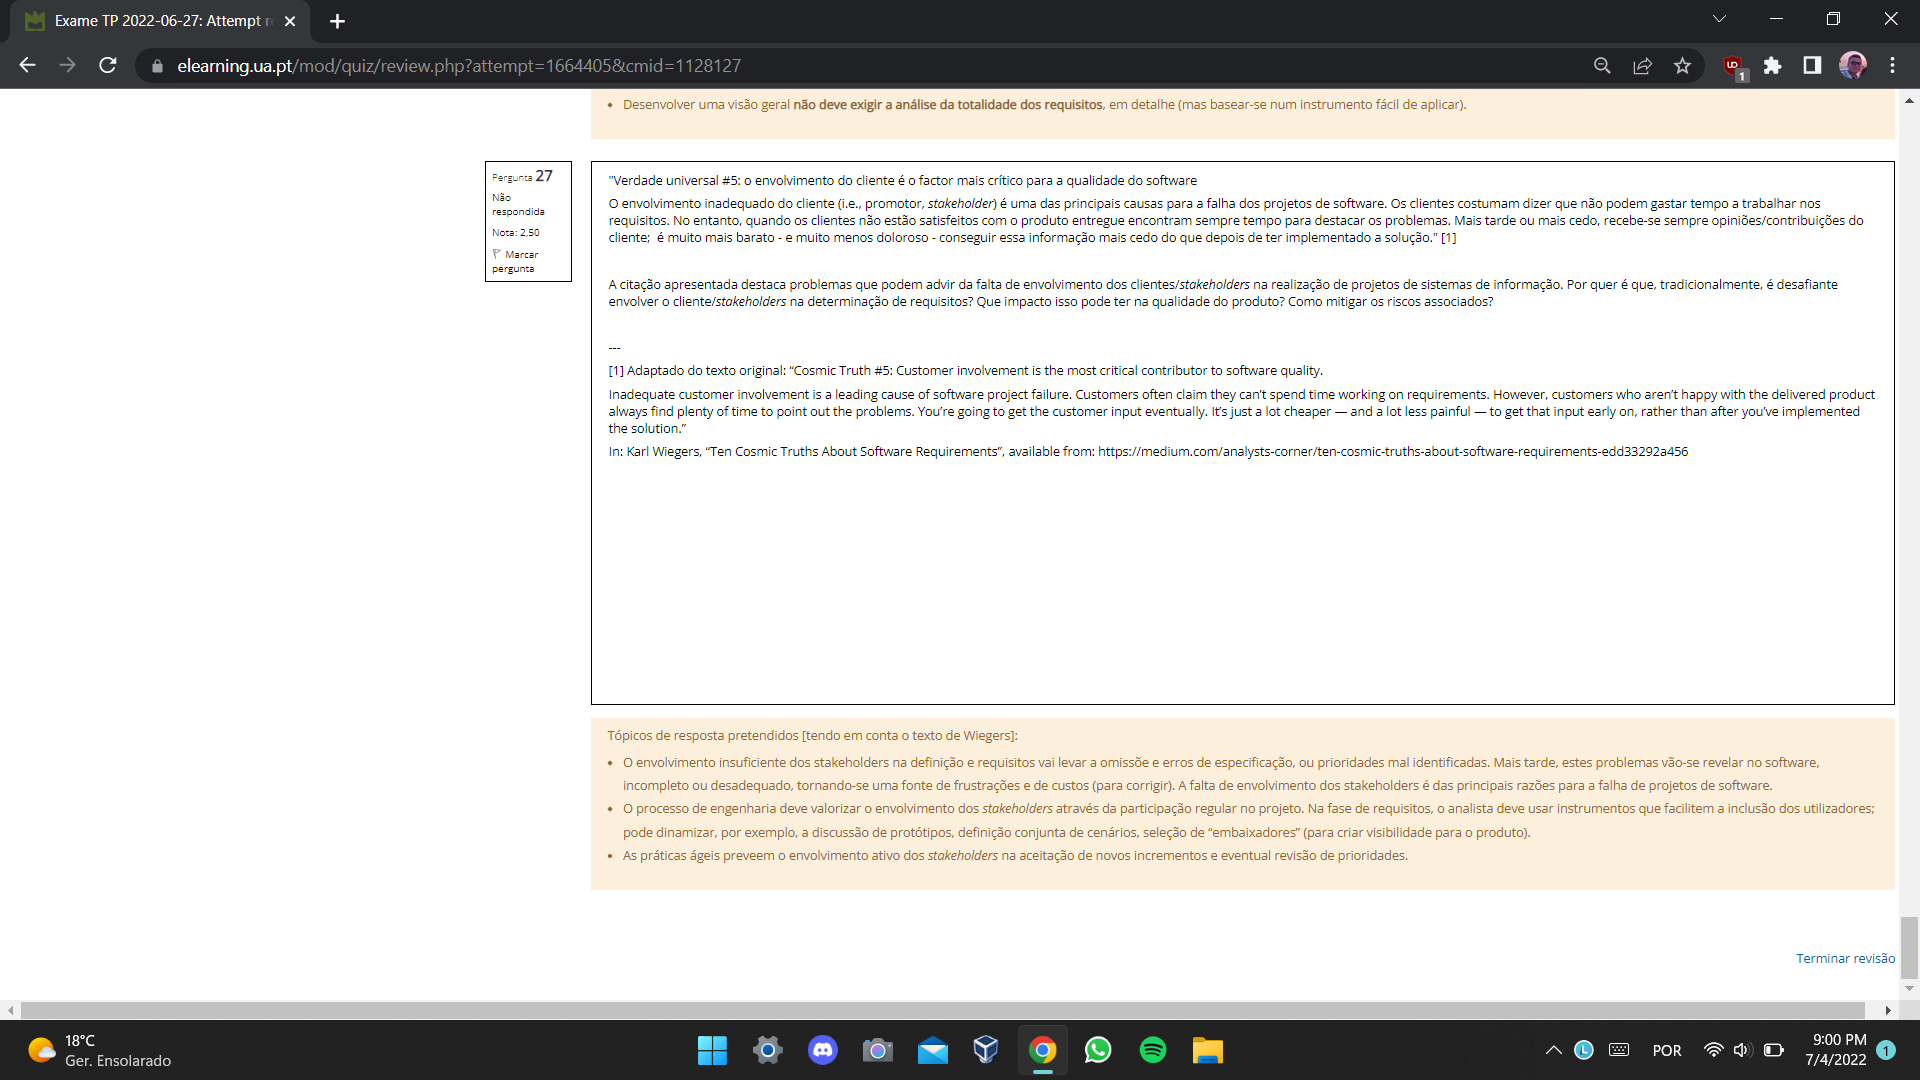 Exame TP 2022-06-27: Attempt r
elearning.ua.pt/mod/quiz/review.php?attempt=1664405&cmid=1128127
1
• Desenvolver uma visão geral não deve exigir a análise da totalidade dos requisitos, em detalhe (mas basear-se num instrumento fácil de aplicar).
Pergunta 27
Não
respondida
Nota: 2,50
Marcar
pergunta
"Verdade universal #5: o envolvimento do cliente é o factor mais crítico para a qualidade do software
O envolvimento inadequado do cliente (i.e., promotor, stakeholder) é uma das principais causas para a falha dos projetos de software. Os clientes costumam dizer que não podem gastar tempo a trabalhar nos
requisitos. No entanto, quando os clientes não estão satisfeitos com o produto entregue encontram sempre tempo para destacar os problemas. Mais tarde ou mais cedo, recebe-se sempre opiniões/contribuições do
cliente;  é muito mais barato - e muito menos doloroso - conseguir essa informação mais cedo do que depois de ter implementado a solução." [1]
A citação apresentada destaca problemas que podem advir da falta de envolvimento dos clientes/stakeholders na realização de projetos de sistemas de informação. Por quer é que, tradicionalmente, é desafiante
envolver o cliente/stakeholders na determinação de requisitos? Que impacto isso pode ter na qualidade do produto? Como mitigar os riscos associados?
---
[1] Adaptado do texto original: “Cosmic Truth #5: Customer involvement is the most critical contributor to software quality.
Inadequate customer involvement is a leading cause of software project failure. Customers often claim they can’t spend time working on requirements. However, customers who aren’t happy with the delivered product
always find plenty of time to point out the problems. You’re going to get the customer input eventually. It’s just a lot cheaper — and a lot less painful — to get that input early on, rather than after you’ve implemented
the solution.”
In: Karl Wiegers, “Ten Cosmic Truths About Software Requirements”, available from: https://medium.com/analysts-corner/ten-cosmic-truths-about-software-requirements-edd33292a456
Tópicos de resposta pretendidos [tendo em conta o texto de Wiegers]:
• O envolvimento insuficiente dos stakeholders na definição e requisitos vai levar a omissõe e erros de especificação, ou prioridades mal identificadas. Mais tarde, estes problemas vão-se revelar no software,
incompleto ou desadequado, tornando-se uma fonte de frustrações e de custos (para corrigir). A falta de envolvimento dos stakeholders é das principais razões para a falha de projetos de software.
• O processo de engenharia deve valorizar o envolvimento dos stakeholders através da participação regular no projeto. Na fase de requisitos, o analista deve usar instrumentos que facilitem a inclusão dos utilizadores;
pode dinamizar, por exemplo, a discussão de protótipos, definição conjunta de cenários, seleção de “embaixadores” (para criar visibilidade para o produto).
• As práticas ágeis preveem o envolvimento ativo dos stakeholders na aceitação de novos incrementos e eventual revisão de prioridades.
Terminar revisão
18°C
Ger. Ensolarado
L
POR
9:00 PM
7/4/2022
1